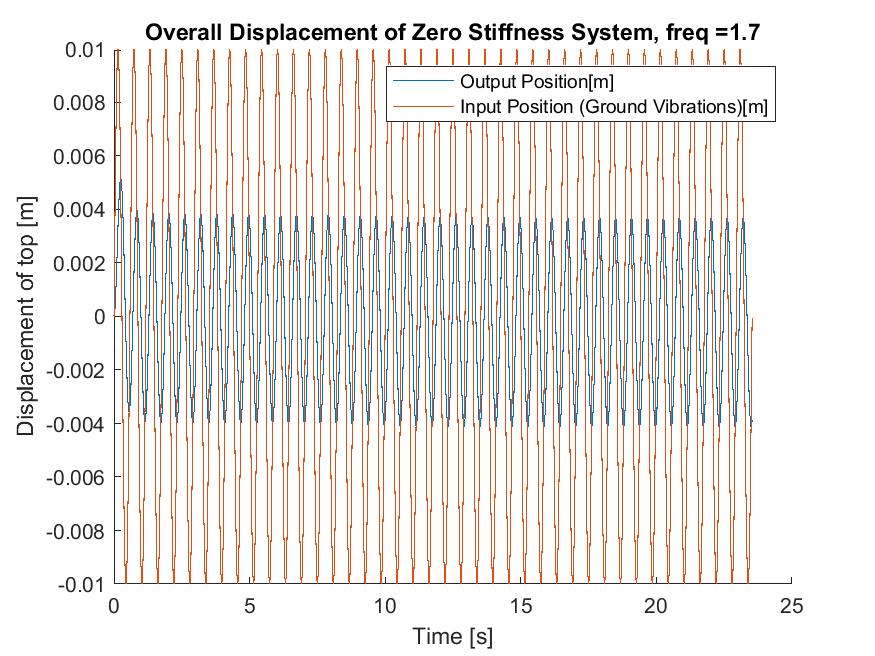 Overall Displacement of Zero Stiffness System, freq =1.7
0.01
0.008
0.006
0.004
0.002
0
-0.002
-0.004
-0.006
-0.008
-0.01
Displacement of top [m]
Output Position[m]
Input Position (Ground Vibrations)[m]
0 5 10 15 20 25
Time [s]